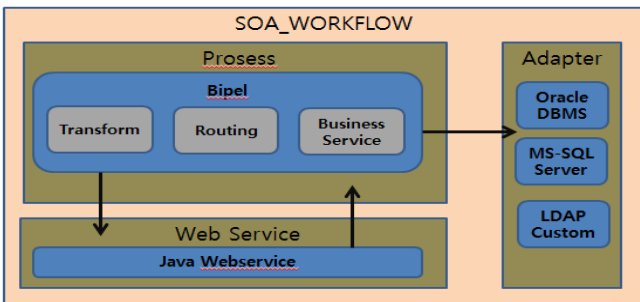 SOA_WORKFLOW
Prosess
Bipel
Transform
Routing
Business
Service
Adapter
Oracle
DBMS
MS-SQL
Server
LDAP
Custom
Web Service
Java Webservice